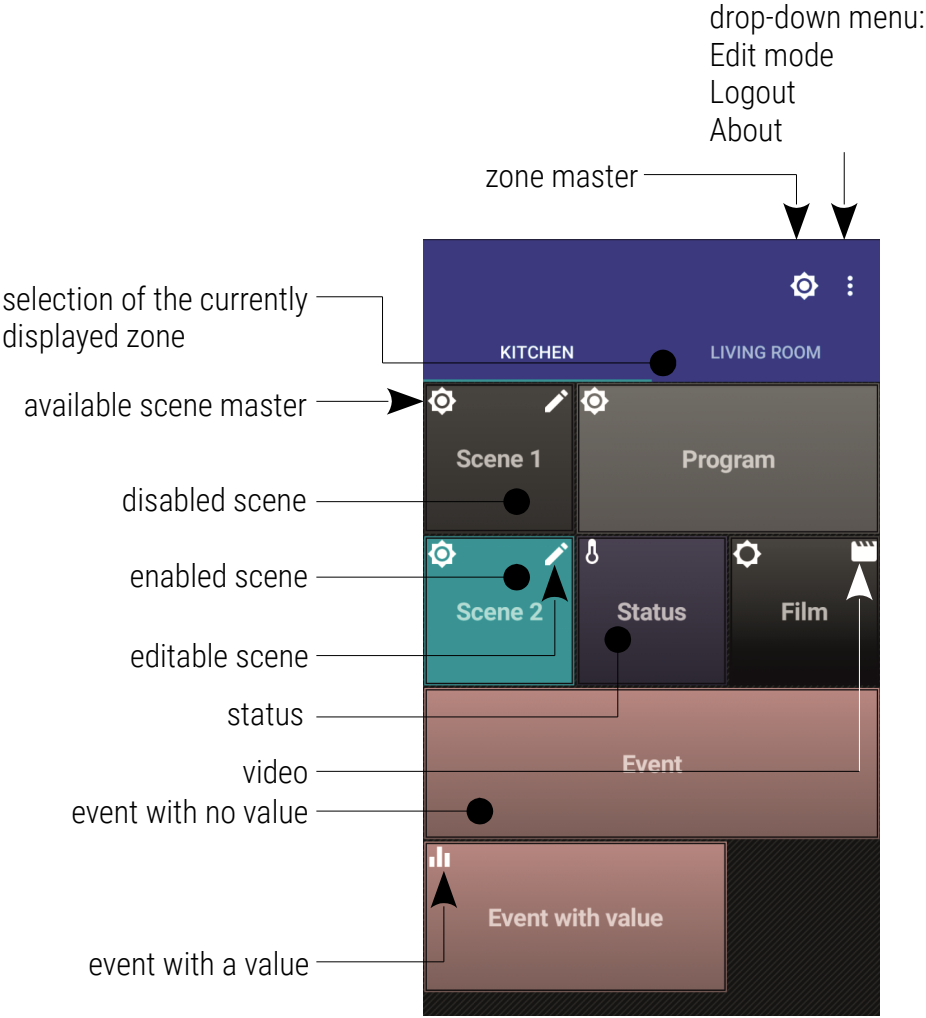 drop-down menu:
Edit mode
Logout
About
zone master
selection of the currently
displayed zone
KITCHEN
LIVING ROOM
available scene master
Scene 1
Program
disabled scene
enabled scene
Scene 2
Status
Film
editable scene
status
Event
video
event with no value
Event with value
event with a value